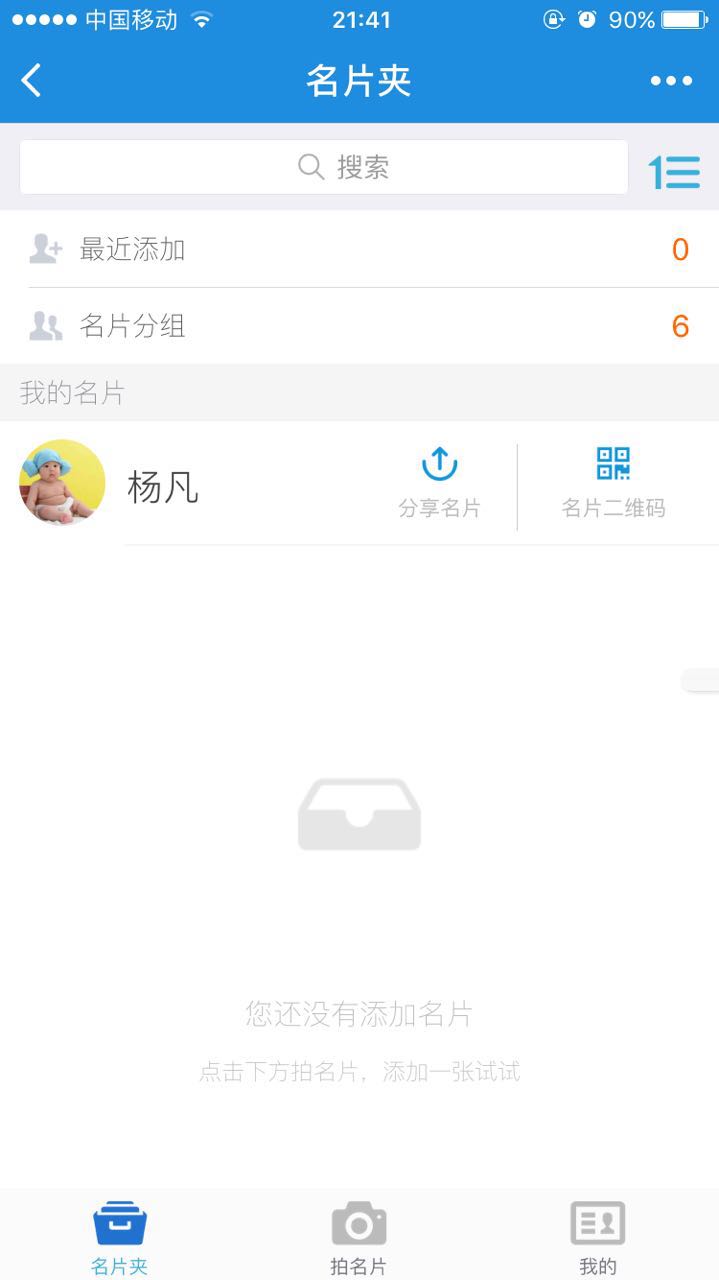 中国移动 21:41 90%
名片夹
搜索
最近添加 0
名片分组 6
我的名片
杨凡
分享名片 名片二维码
您还没有添加名片
点击下方拍名片，添加一张试试
名片夹 拍名片 我的